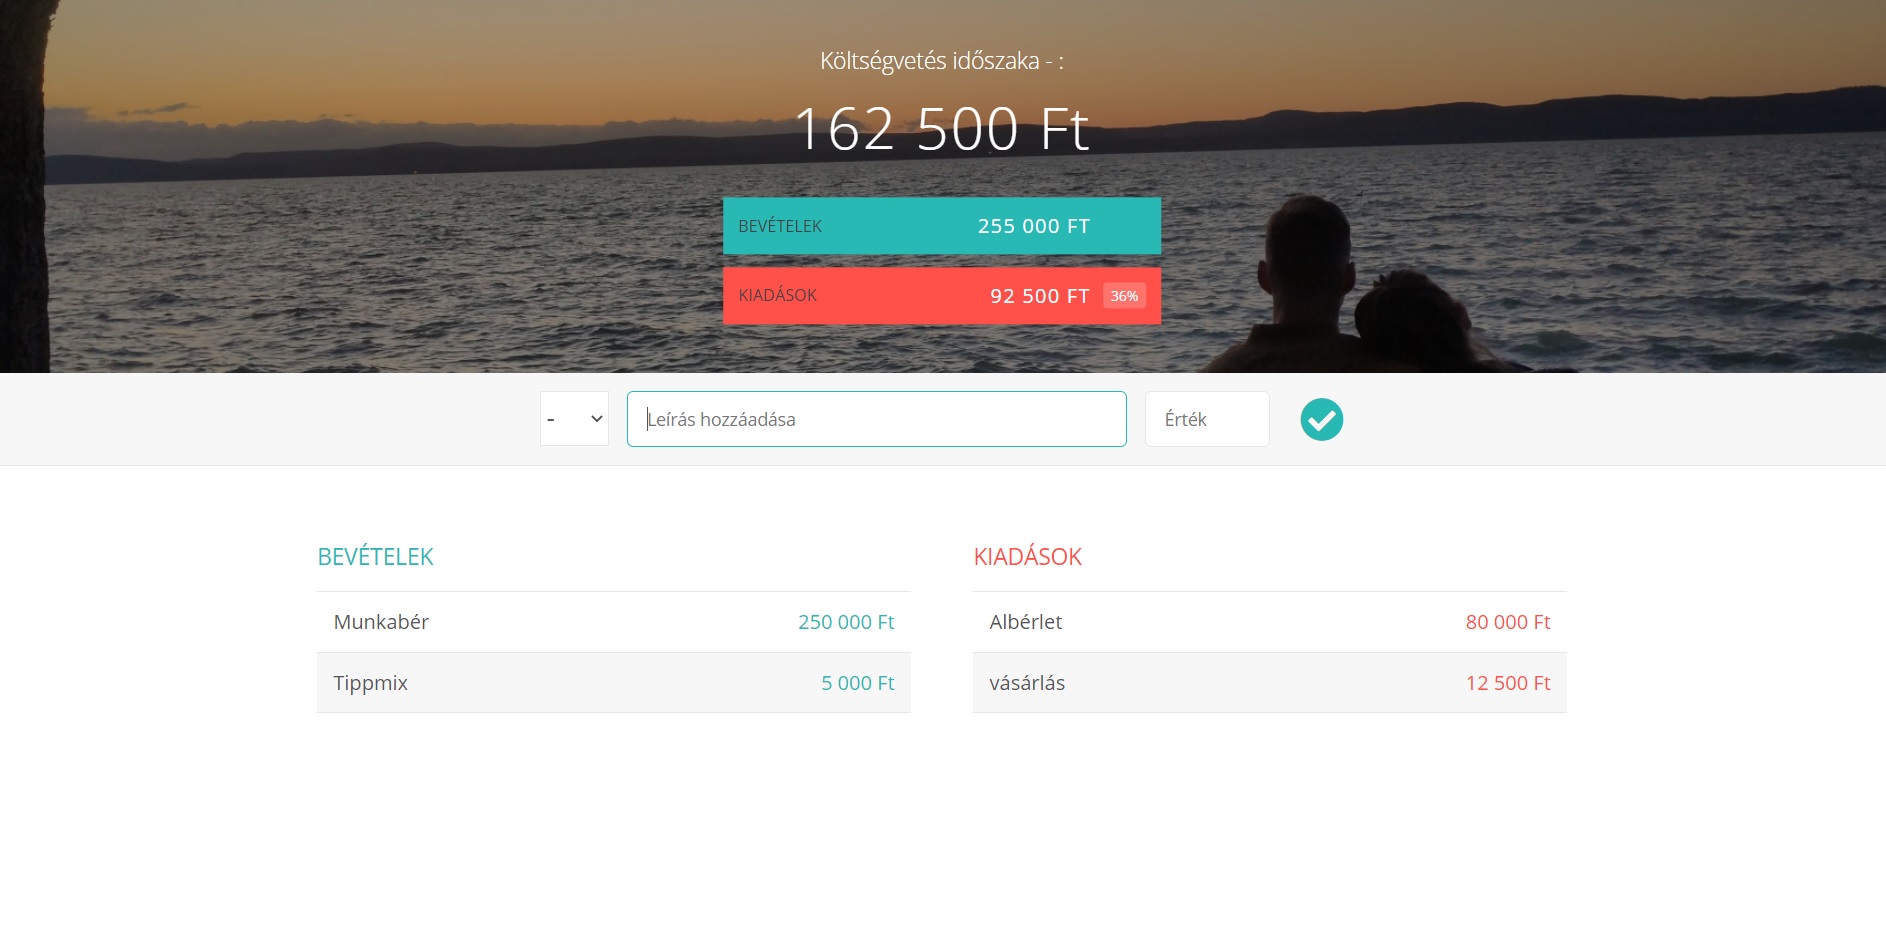 Költségvetés időszaka - :
162 500 Ft
BEVÉTELEK 255 000 FT
KIADÁSOK 92 500 FT 36%
- Leírás hozzáadása Érték
BEVÉTELEK
Munkabér 250 000 Ft
Tippmix 5 000 Ft
KIADÁSOK
Albérlet 80 000 Ft
vásárlás 12 500 Ft